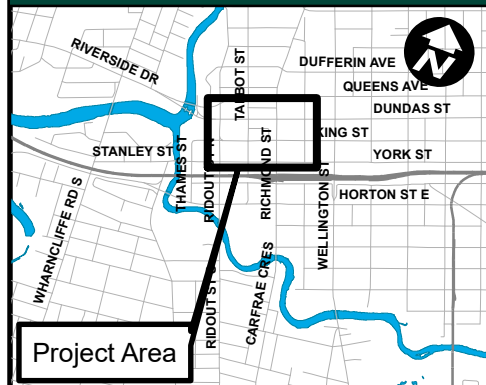 RIVERSIDE DR
TALBOT ST
DUFFERIN AVE
N
QUEENS AVE
DUNDAS ST
KING ST
STANLEY ST
THAMES ST
RICHMOND ST
YORK ST
WELLINGTON ST
HORTON ST E
WHARNCLIFFE RD S
RIDOUT ST
CARFRAE CRES
Project Area